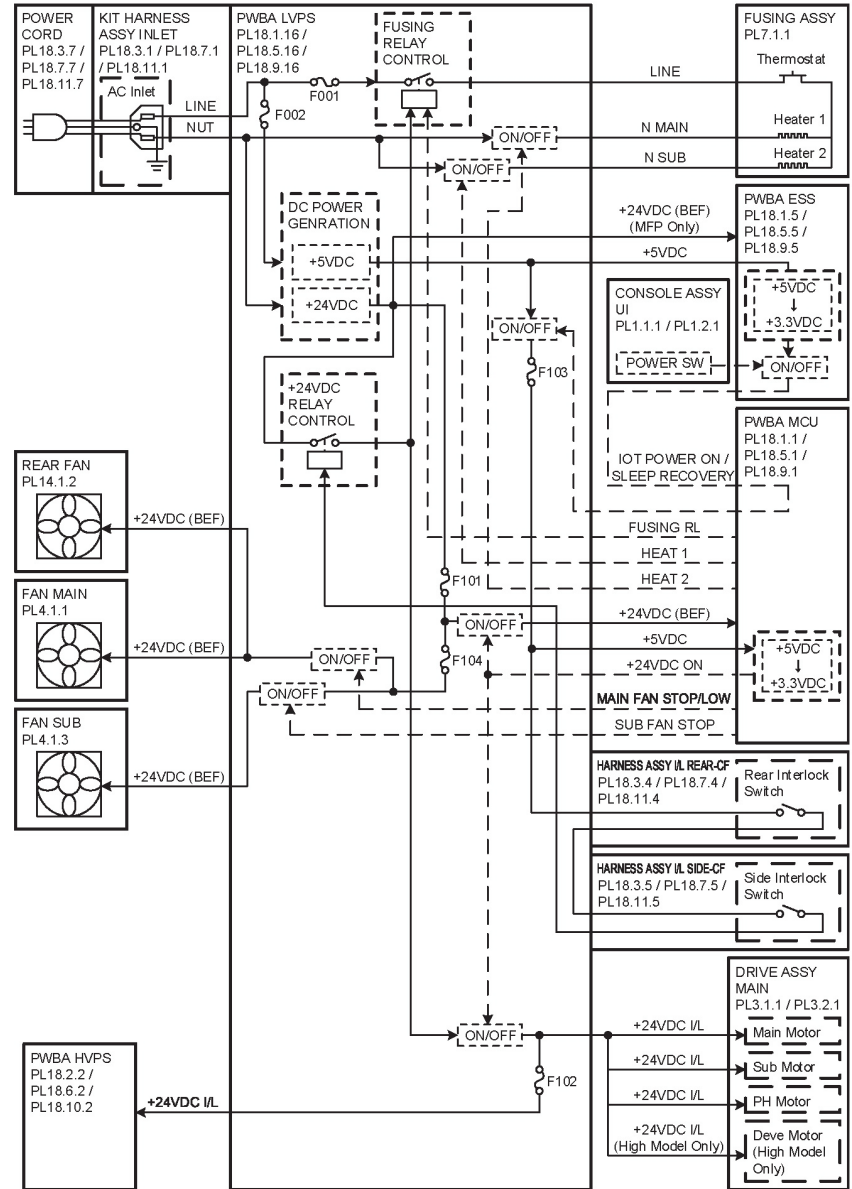 POWER
CORD
PL18.3.7 /
PL18.7.7 /
PL18.11.7
KIT HARNESS
ASSY INLET
PL18.3.1 / PL18.7.1
/ PL18.11.1
AC Inlet
LINE
NUT
PWBA LVPS
PL18.1.16 /
PL18.5.16 /
PL18.9.16
F001
F002
FUSING
RELAY
CONTROL
LINE
ON/OFF
N MAIN
ON/OFF
N SUB
FUSING ASSY
PL7.1.1
Thermostat
Heater 1
Heater 2
DC POWER
GENRATION
+5VDC
+24VDC
+24VDC (BEF)
(MFP Only)
+5VDC
PWBA ESS
PL18.1.5 /
PL18.5.5 /
PL18.9.5
+5VDC
↓
+3.3VDC
ON/OFF
CONSOLE ASSY
UI
PL1.1.1 / PL1.2.1
POWER SW
ON/OFF
F103
+24VDC
RELAY
CONTROL
PWBA MCU
PL18.1.1 /
PL18.5.1 /
PL18.9.1
IOT POWER ON /
SLEEP RECOVERY
FUSING RL
HEAT 1
HEAT 2
REAR FAN
PL14.1.2
+24VDC (BEF)
FAN MAIN
PL4.1.1
+24VDC (BEF)
FAN SUB
PL4.1.3
+24VDC (BEF)
F101
ON/OFF
+24VDC (BEF)
F104
+5VDC
+24VDC ON
+5VDC
↓
+3.3VDC
ON/OFF
ON/OFF
MAIN FAN STOP/LOW
SUB FAN STOP
HARNESS ASSY I/L REAR-CF
PL18.3.4 / PL18.7.4 /
PL18.11.4
Rear Interlock
Switch
HARNESS ASSY I/L SIDE-CF
PL18.3.5 / PL18.7.5 /
PL18.11.5
Side Interlock
Switch
DRIVE ASSY
MAIN
PL3.1.1 / PL3.2.1
ON/OFF
+24VDC I/L
Main Motor
+24VDC I/L
Sub Motor
+24VDC I/L
PH Motor
+24VDC I/L
(High Model Only)
Deve Motor
(High Model
Only)
F102
PWBA HVPS
PL18.2.2 /
PL18.6.2 /
PL18.10.2
+24VDC I/L